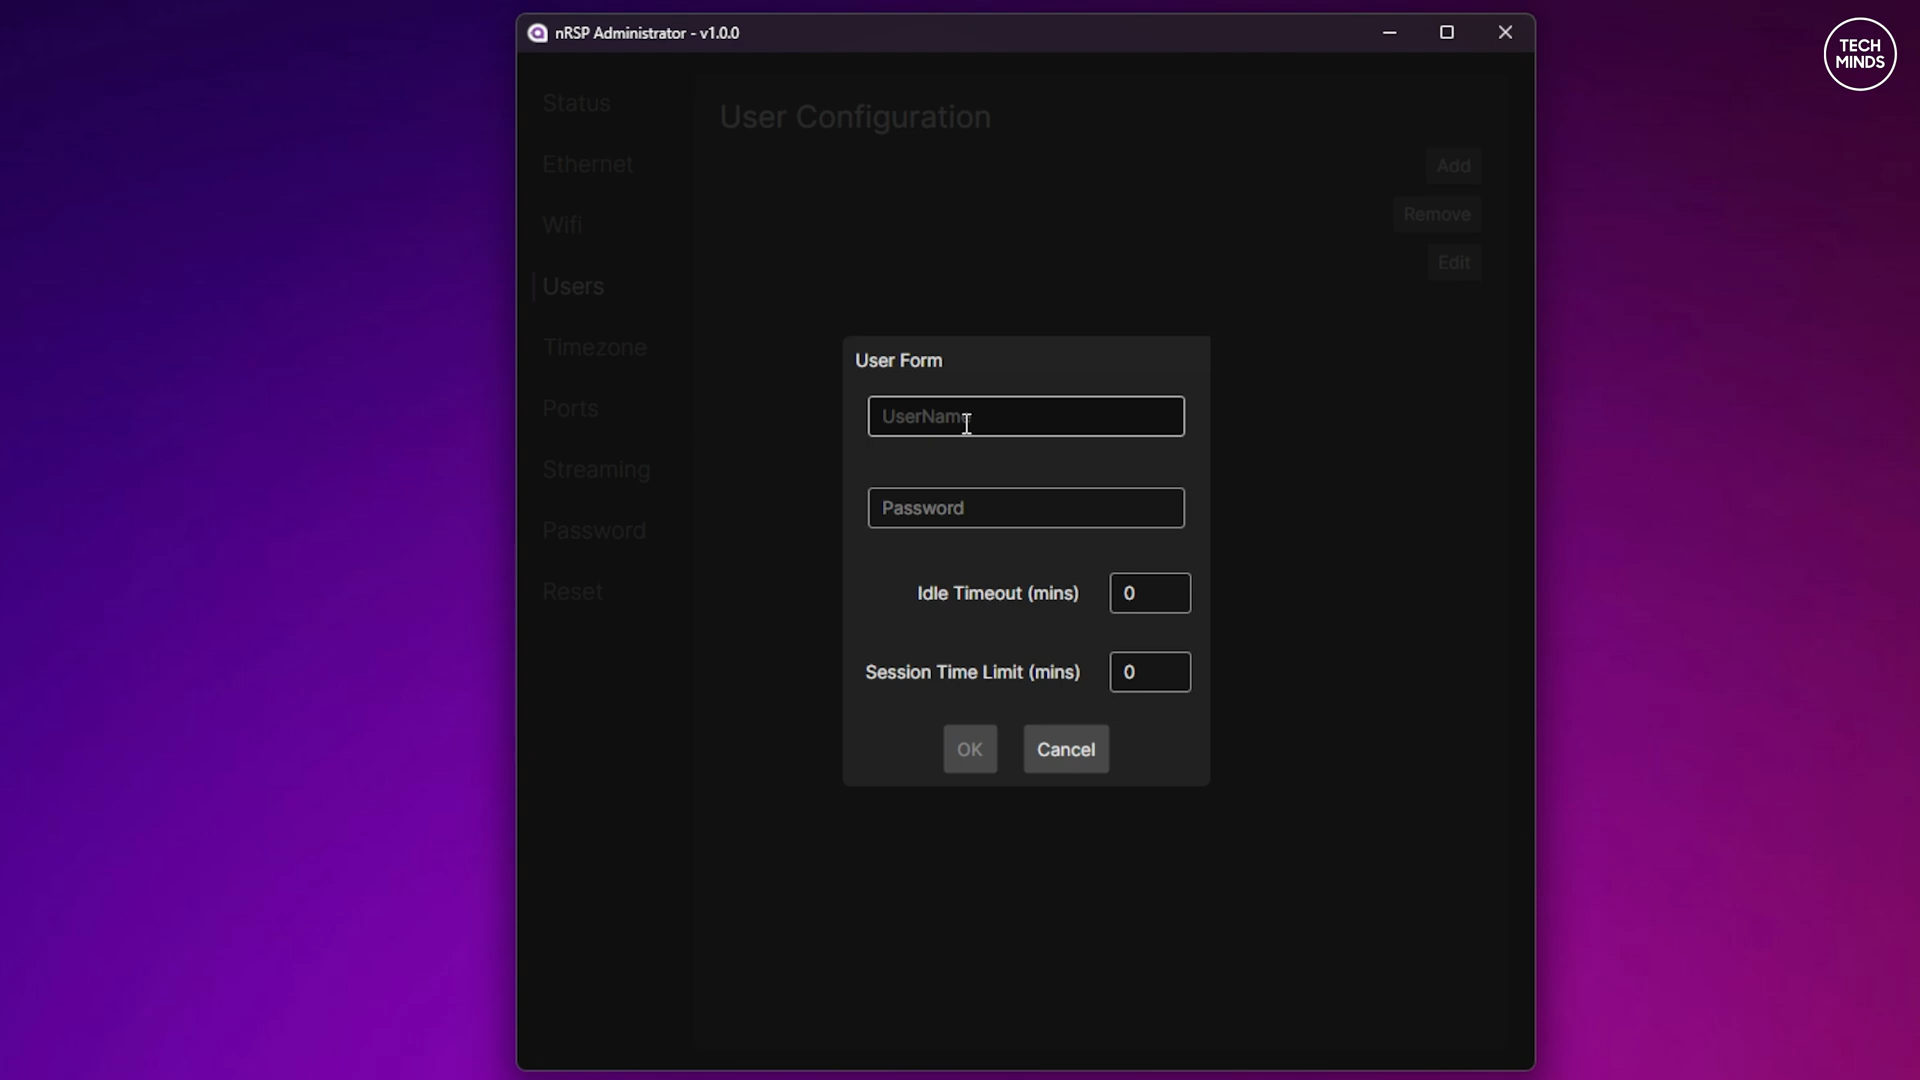 nRSP Administrator - v1.0.0
TECH
MINDS
Status
Ethernet
Wifi
Users
Timezone
Ports
Streaming
Password
Reset
User Configuration
Add
Remove
Edit
User Form
UserName
Password
Idle Timeout (mins) 0
Session Time Limit (mins) 0
OK Cancel